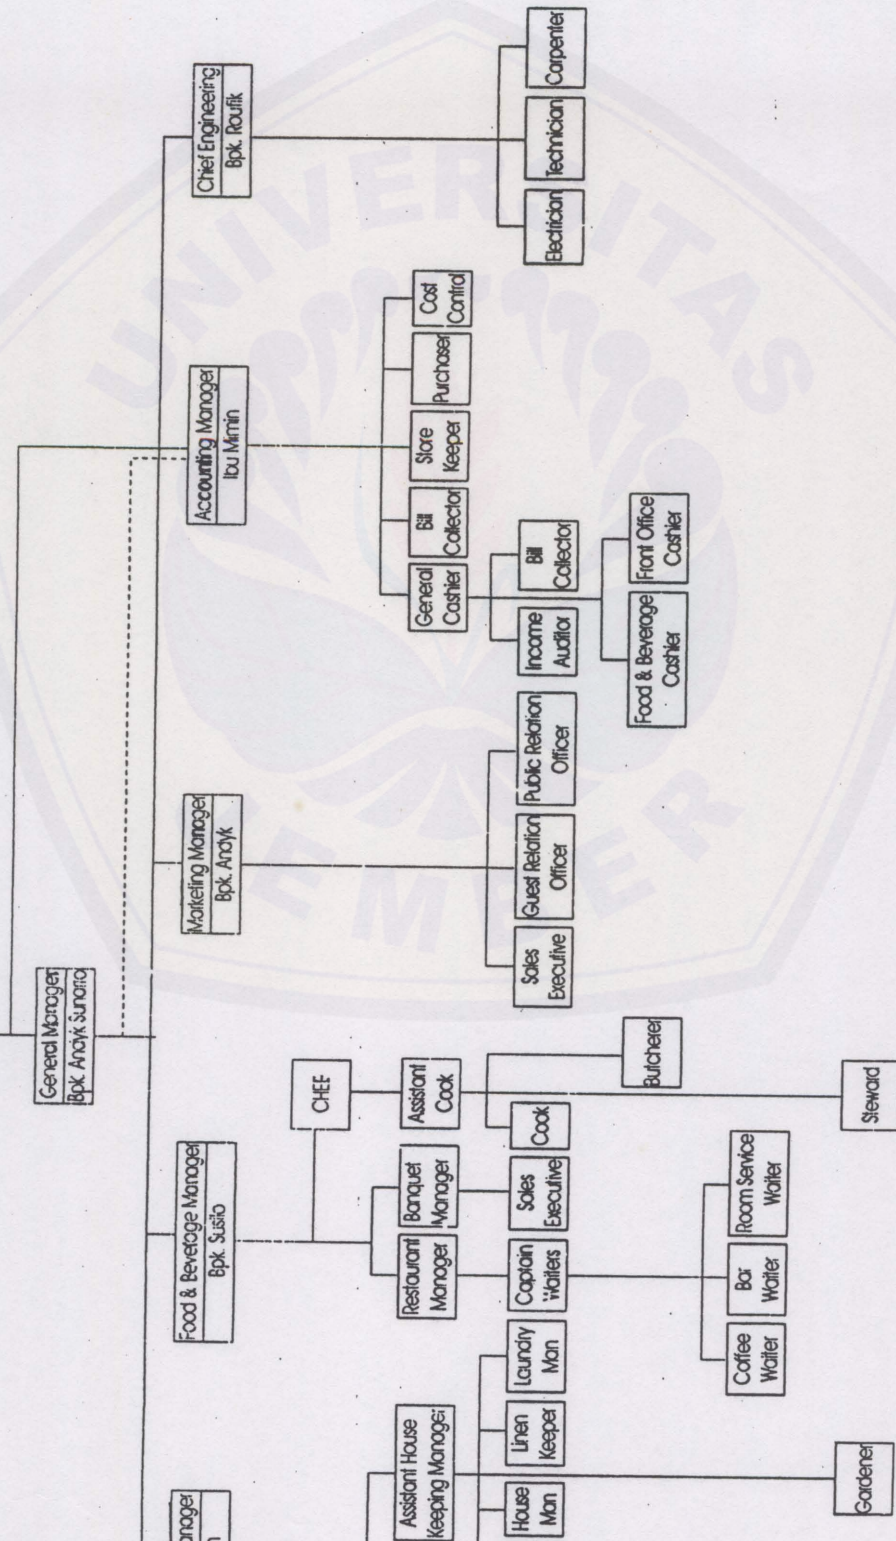 General Manager
Bpk. Andyk Sunario
Food & Beverage Manager
Bpk. Susilo
Marketing Manager
Bpk. Andyk
Accounting Manager
Ibu Mimin
Chief Engineering
Bpk. Roufik
CHEF
Assistant House
Keeping Manager
Restaurant
Manager
Banquet
Manager
Assistant
Cook
General
Cashier
Bill
Collector
Store
Keeper
Purchaser
Cost
Control
House
Man
Linen
Keeper
Laundry
Man
Captain
Waiters
Sales
Executive
Cook
Sales
Executive
Guest Relation
Officer
Public Relation
Officer
Income
Auditor
Bill
Collector
Electrician
Technician
Carpenter
Butcherer
Food & Beverage
Cashier
Front Office
Cashier
Coffee
Waiter
Bar
Waiter
Room Service
Waiter
Gardener
Steward
UNIVERSITAS
JEMBER